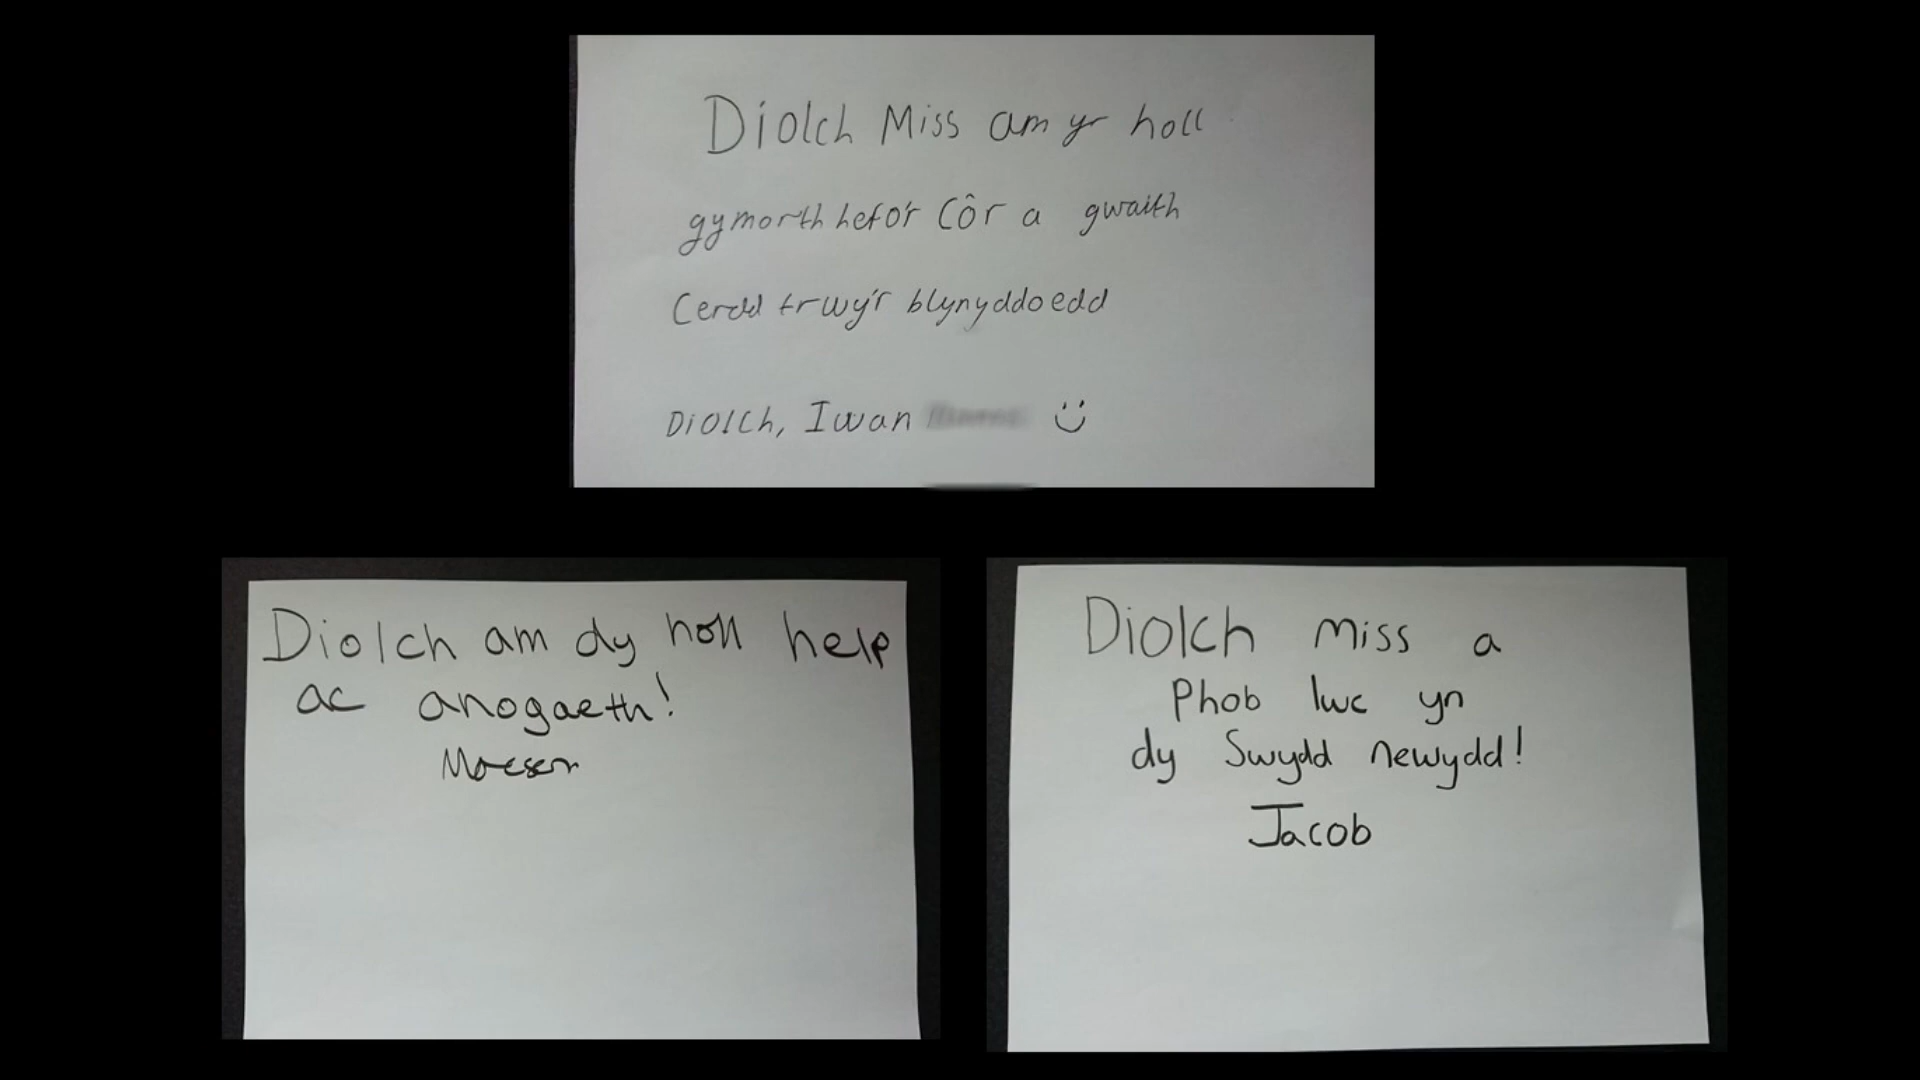 Diolch Miss am yr holl
gymorth hefo'r Côr a gwaith
Cerdd trwy'r blynyddoedd
Diolch, Iwan
Diolch am dy holl help
ac anogaeth!
Diolch miss a
Phob lwc yn
dy Swydd newydd!
Jacob